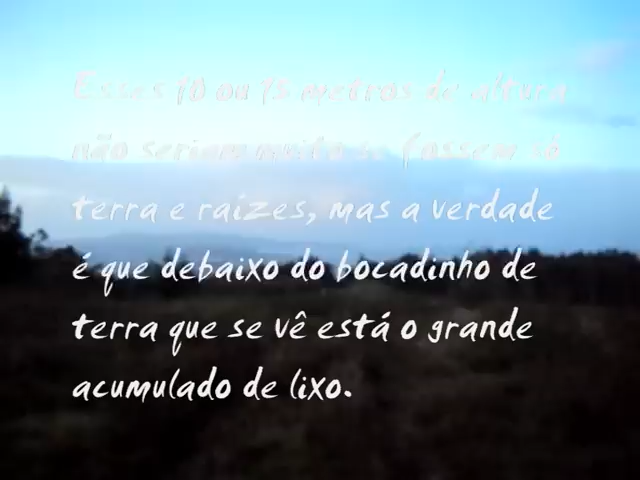 Esses 10 ou 15 metros de altura
não seriam muito se fossem só
terra e raizes, mas a verdade
é que debaixo do bocadinho de
terra que se vê está o grande
acumulado de lixo.